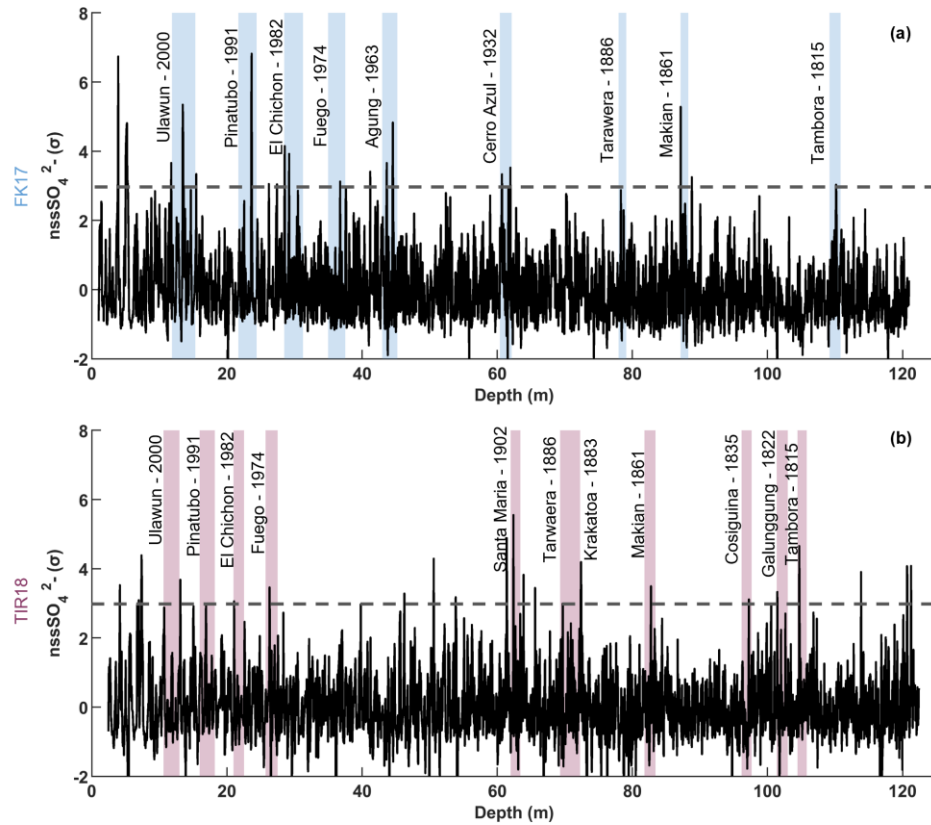 (a)
8
6
4
2
0
-2
FK17
nssSO₄ ²- (σ)
Ulawun - 2000
Pinatubo - 1991
El Chichon - 1982
Fuego - 1974
Agung - 1963
Cerro Azul - 1932
Tarawera - 1886
Makian - 1861
Tambora - 1815
0 20 40 60 80 100 120
Depth (m)
(b)
8
6
4
2
0
-2
TIR18
nssSO₄ ²- (σ)
Ulawun - 2000
Pinatubo - 1991
El Chichon - 1982
Fuego - 1974
Santa Maria - 1902
Tarwaera - 1886
Krakatoa - 1883
Makian - 1861
Cosiguina - 1835
Galunggung - 1822
Tambora - 1815
0 20 40 60 80 100 120
Depth (m)